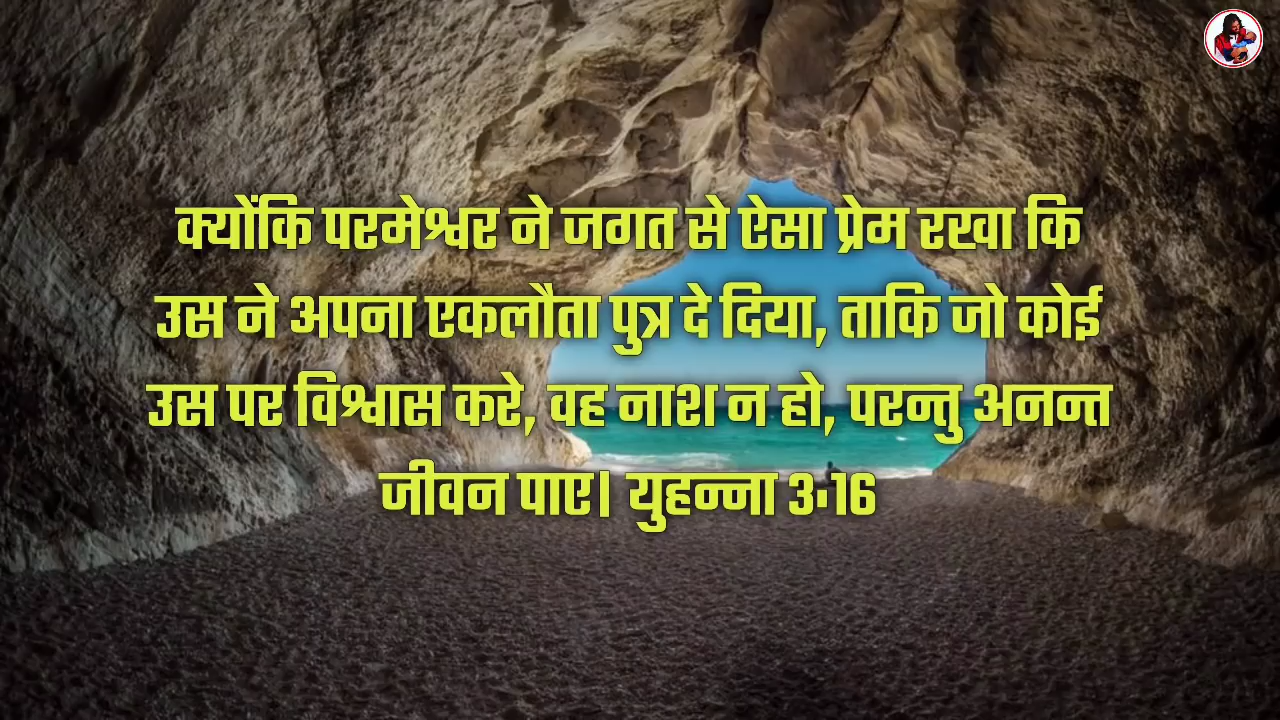 क्योंकि परमेश्वर ने जगत से ऐसा प्रेम रखा कि
उस ने अपना एकलौता पुत्र दे दिया, ताकि जो कोई
उस पर विश्वास करे, वह नाश न हो, परन्तु अनन्त
जीवन पाए। युहन्ना 3:16